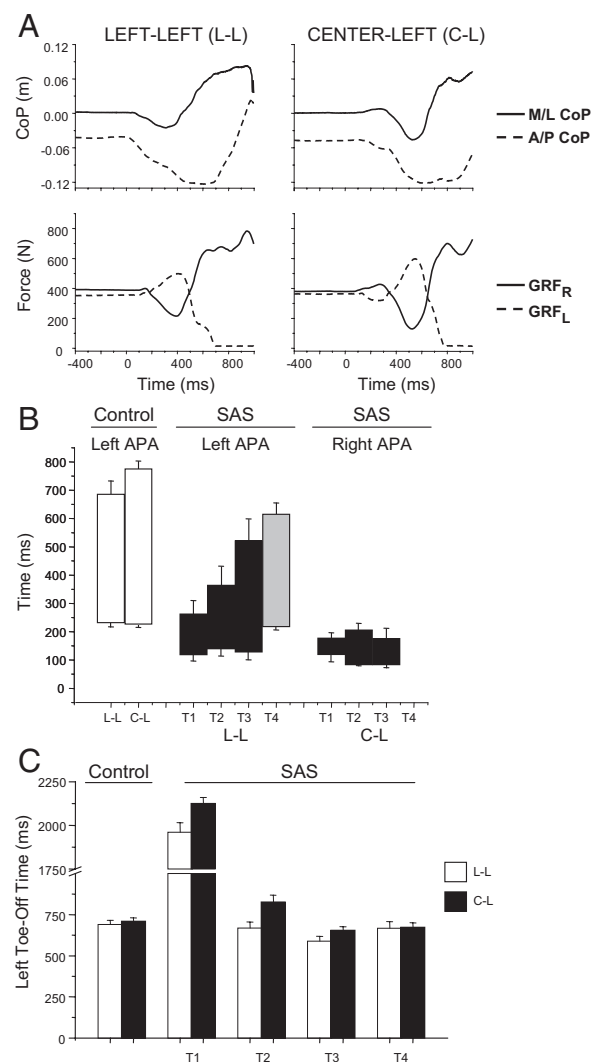 A
LEFT-LEFT (L-L)
CENTER-LEFT (C-L)
CoP (m)
0.12
0.06
0.00
-0.06
-0.12
M/L CoP
A/P CoP
Force (N)
800
600
400
200
0
GRFR
GRFL
-400 0 400 800
-400 0 400 800
Time (ms)
Time (ms)
B
Control SAS SAS
Left APA Left APA Right APA
Time (ms)
800
700
600
500
400
300
200
100
0
L-L C-L T1 T2 T3 T4 T1 T2 T3 T4
L-L C-L
C
Control SAS
Left Toe-Off Time (ms)
2250
2000
1750
750
500
250
0
L-L
C-L
T1 T2 T3 T4